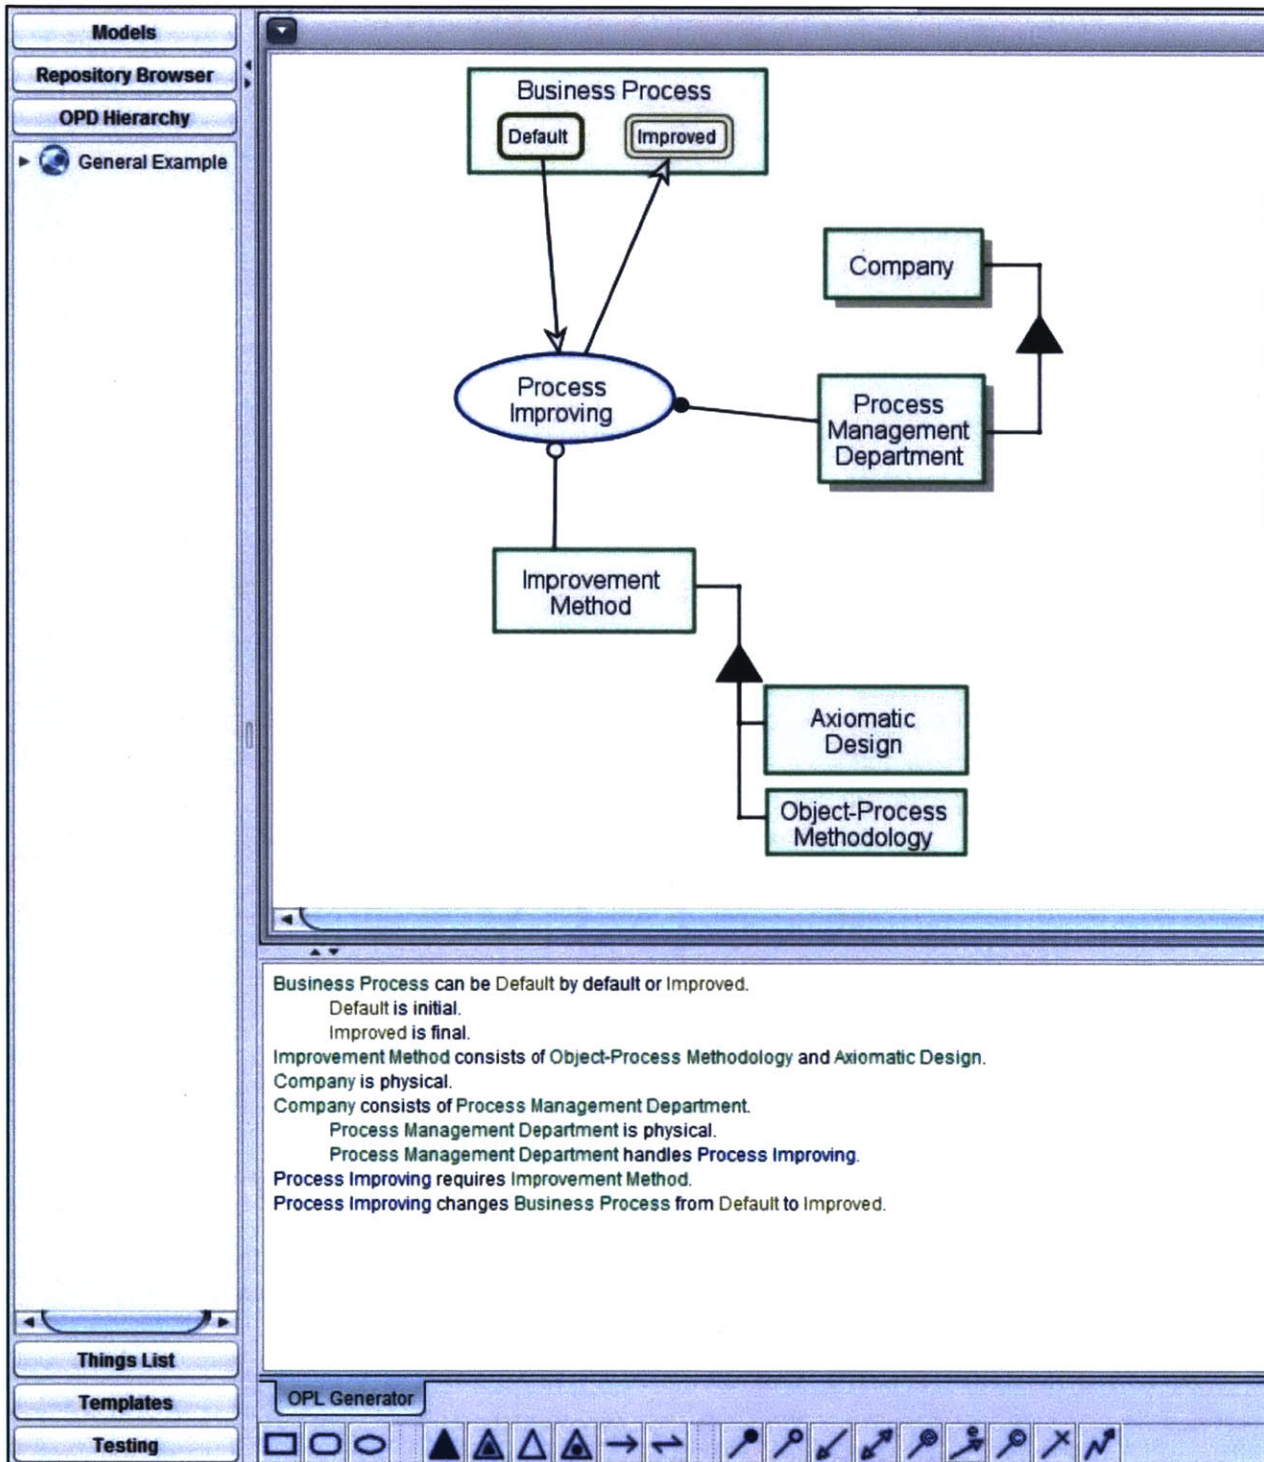 Models
Repository Browser
OPD Hierarchy
General Example
Business Process
Default
Improved
Company
Process
Improving
Process
Management
Department
Improvement
Method
Axiomatic
Design
Object-Process
Methodology
Business Process can be Default by default or Improved.
Default is initial.
Improved is final.
Improvement Method consists of Object-Process Methodology and Axiomatic Design.
Company is physical.
Company consists of Process Management Department.
Process Management Department is physical.
Process Management Department handles Process Improving.
Process Improving requires Improvement Method.
Process Improving changes Business Process from Default to Improved.
Things List
Templates
Testing
OPL Generator